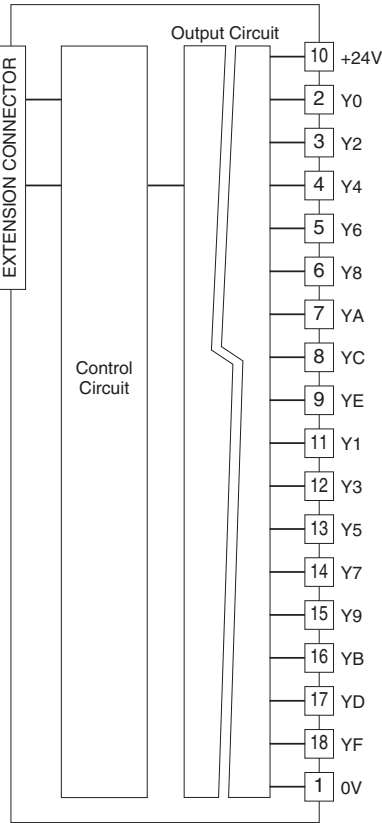 Output Circuit
EXTENSION CONNECTOR
Control
Circuit
10 +24V
2 Y0
3 Y2
4 Y4
5 Y6
6 Y8
7 YA
8 YC
9 YE
11 Y1
12 Y3
13 Y5
14 Y7
15 Y9
16 YB
17 YD
18 YF
1 0V